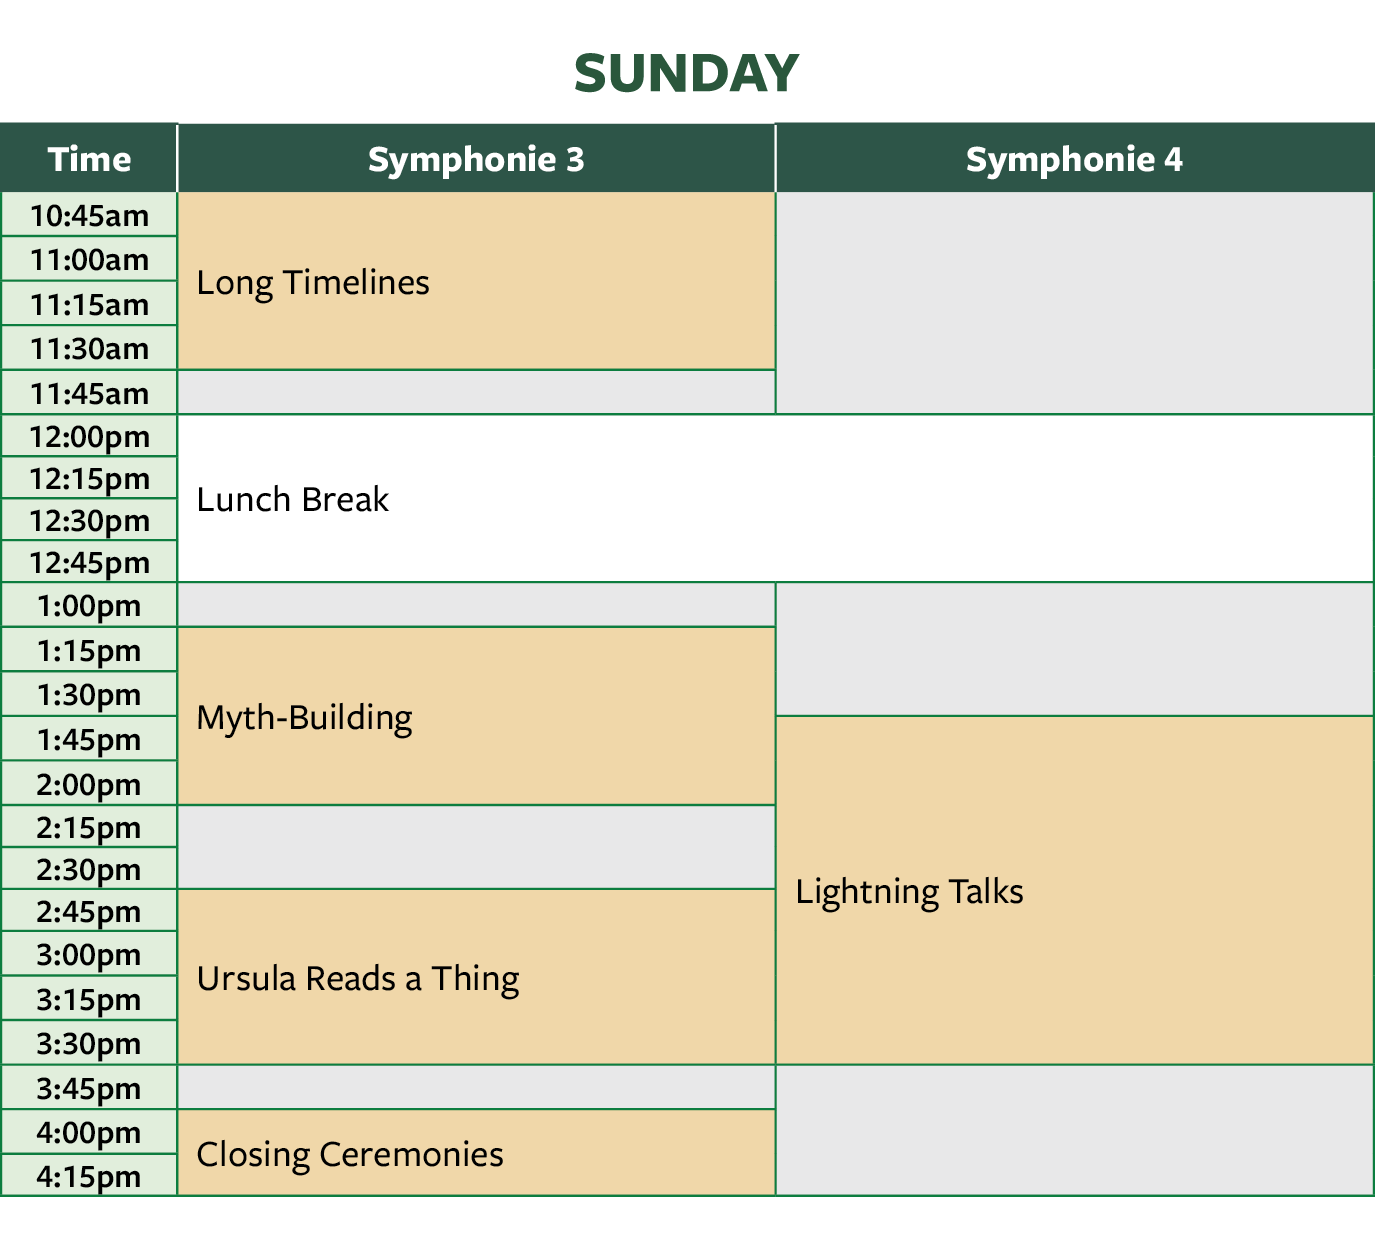 SUNDAY
Time Symphonie 3 Symphonie 4
10:45am
11:00am
Long Timelines
11:15am
11:30am
11:45am
12:00pm
12:15pm
Lunch Break
12:30pm
12:45pm
1:00pm
1:15pm
1:30pm
Myth-Building
1:45pm
2:00pm
2:15pm
2:30pm
Lightning Talks
2:45pm
3:00pm
Ursula Reads a Thing
3:15pm
3:30pm
3:45pm
4:00pm
Closing Ceremonies
4:15pm